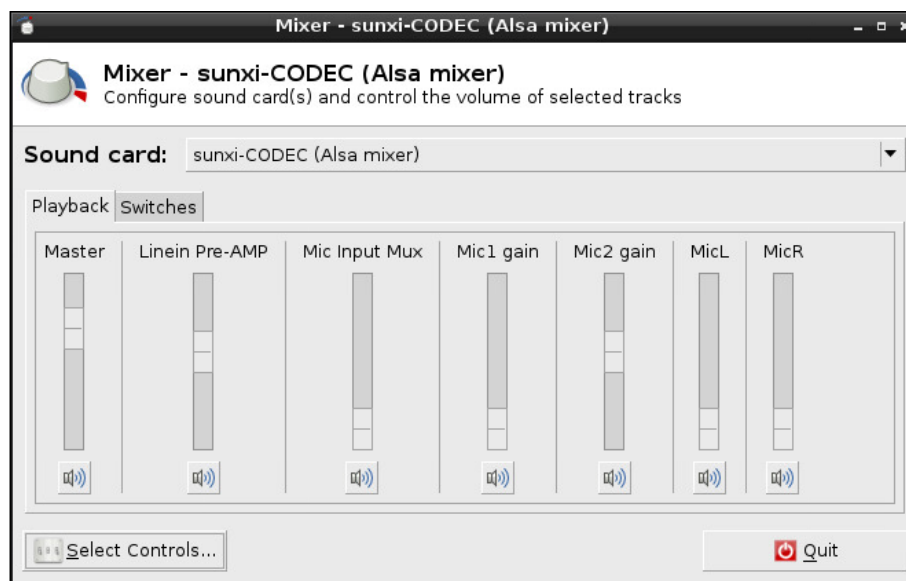 Mixer - sunxi-CODEC (Alsa mixer)
Mixer - sunxi-CODEC (Alsa mixer)
Configure sound card(s) and control the volume of selected tracks
Sound card: sunxi-CODEC (Alsa mixer)
Playback Switches
Master Linein Pre-AMP Mic Input Mux Mic1 gain Mic2 gain MicL MicR
Select Controls... Quit